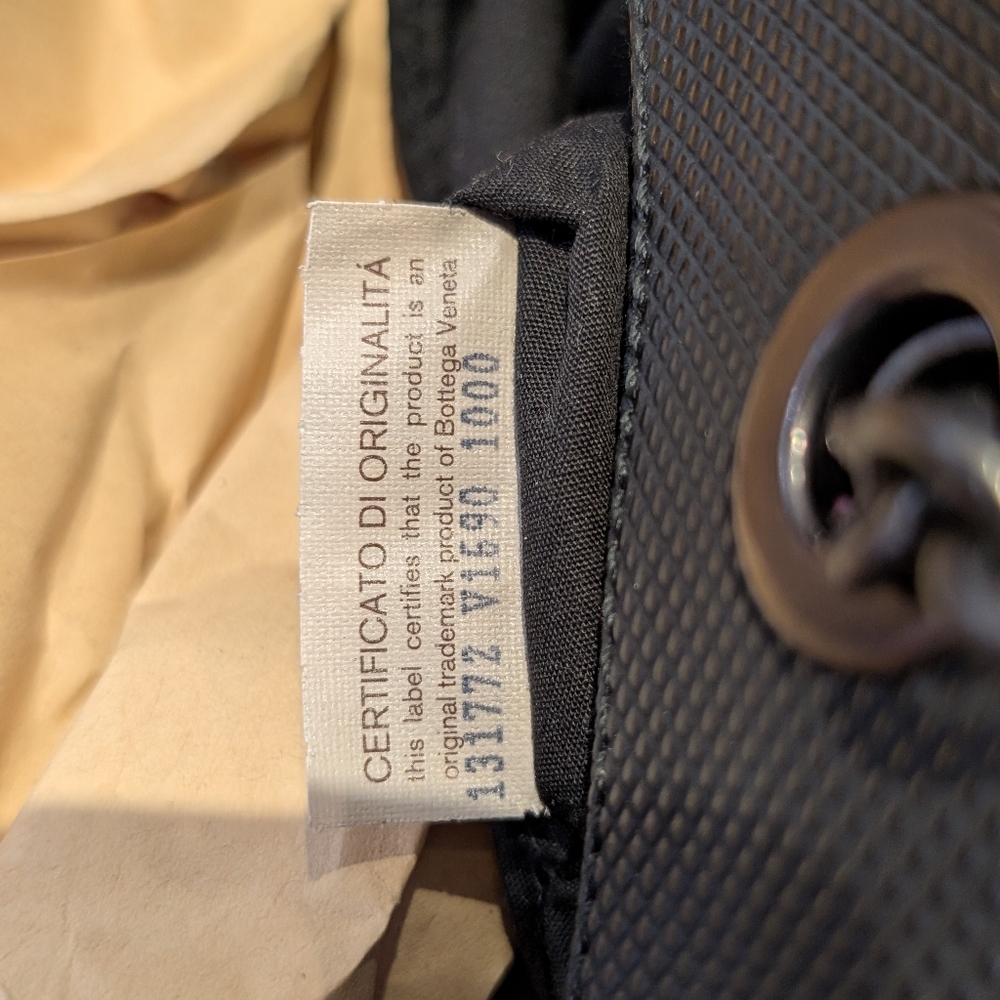 CERTIFICATO DI ORIGINALITÁ
this label certifies that the product is an
original trademark product of Bottega Veneta
131772 V1690 1000